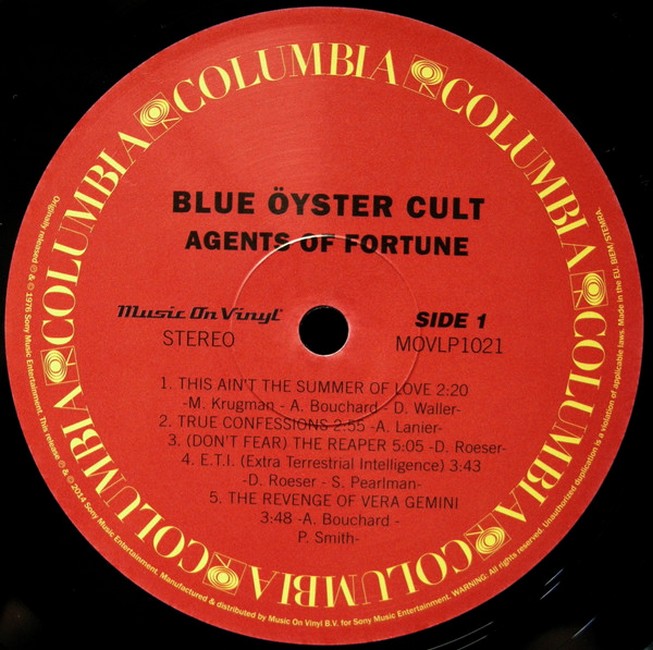 COLUMBIA COLUMBIA COLUMBIA COLUMBIA COLUMBIA COLUMBIA COLUMBIA COLUMBIA
BLUE ÖYSTER CULT
AGENTS OF FORTUNE
Music On Vinyl
STEREO
SIDE 1
MOVLP1021
1. THIS AIN'T THE SUMMER OF LOVE 2:20
-M. Krugman - A. Bouchard - D. Waller-
2. TRUE CONFESSIONS 2:55 -A. Lanier-
3. (DON'T FEAR) THE REAPER 5:05 -D. Roeser-
4. E.T.I. (Extra Terrestrial Intelligence) 3:43
-D. Roeser - S. Pearlman-
5. THE REVENGE OF VERA GEMINI
3:48 -A. Bouchard -
P. Smith-
Originally released ℗ & © 1976 Sony Music Entertainment. This release ℗ & © 2014 Sony Music Entertainment. Manufactured & distributed by Music On Vinyl B.V. for Sony Music Entertainment. WARNING: All rights reserved. Unauthorized duplication is a violation of applicable laws. Made in the EU. BIEM/STEMRA.